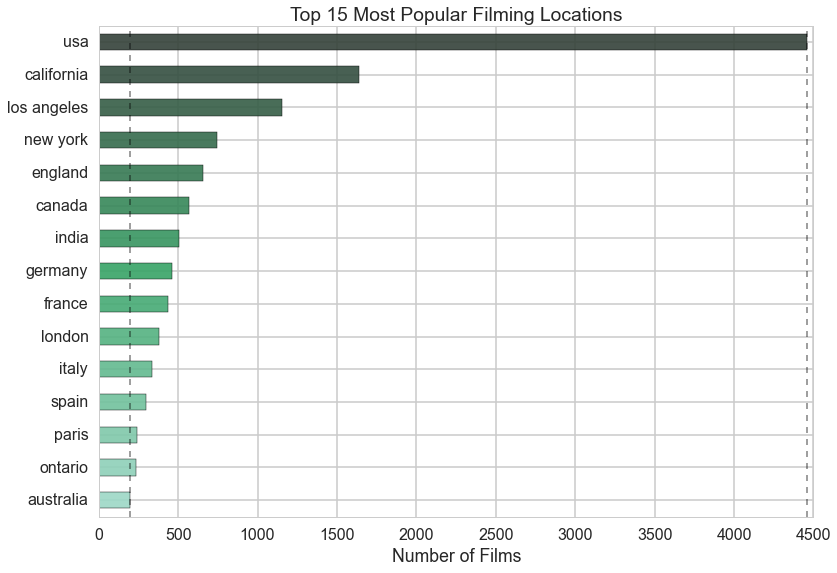 Top 15 Most Popular Filming Locations
usa
california
los angeles
new york
england
canada
india
germany
france
london
italy
spain
paris
ontario
australia
0 500 1000 1500 2000 2500 3000 3500 4000 4500
Number of Films